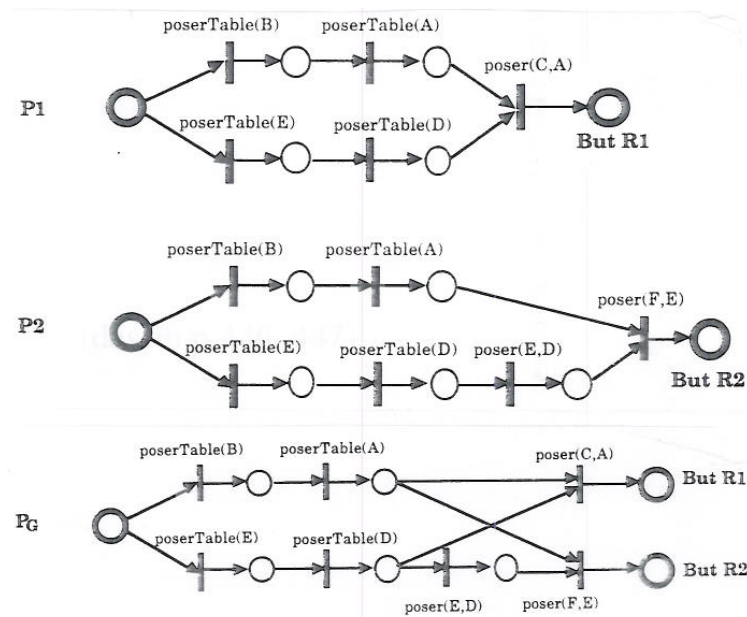 poserTable(B) poserTable(A)
poser(C,A)
P1
poserTable(E) poserTable(D)
But R1
poserTable(B) poserTable(A)
poser(F,E)
P2
poserTable(E) poserTable(D) poser(E,D)
But R2
poserTable(B) poserTable(A) poser(C,A)
But R1
PG
poserTable(E) poserTable(D)
But R2
poser(E,D) poser(F,E)